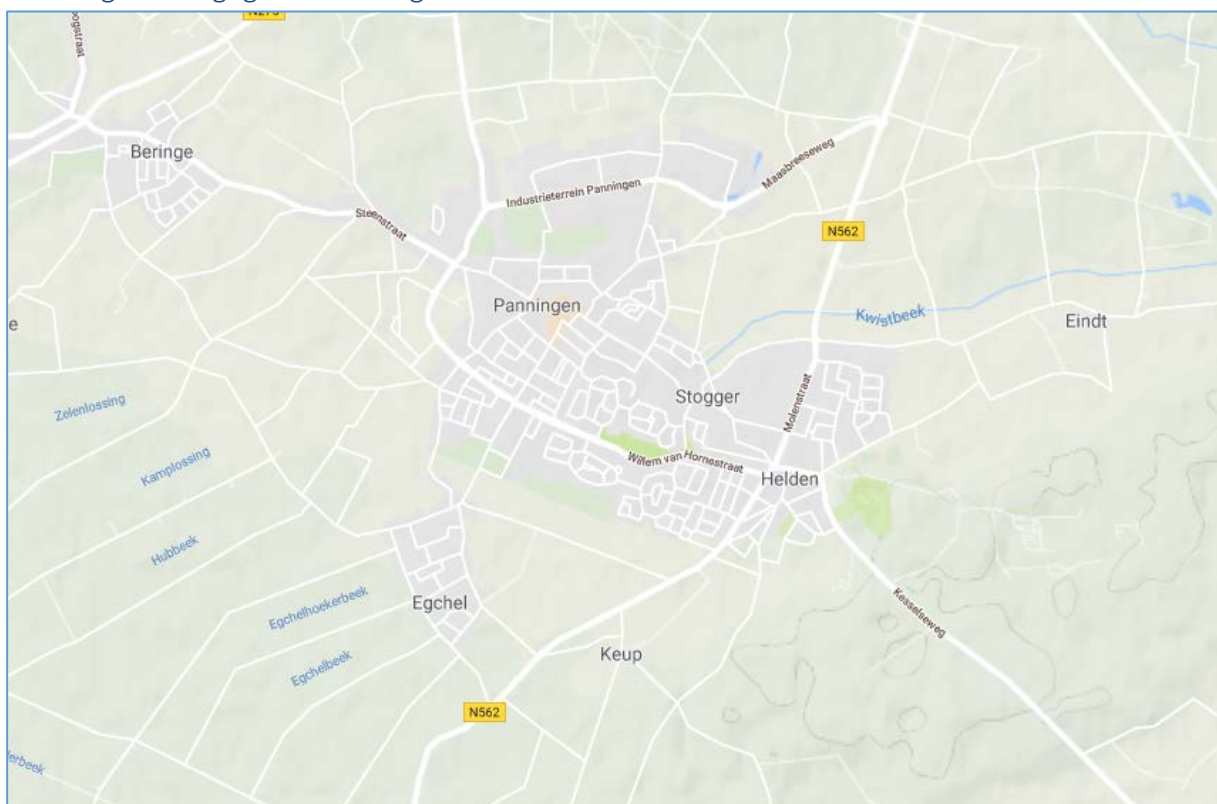 N562
Beringe
Maasbreeseweg
Industrieterrein Panningen
Steenstraat
N562
Panningen
Kwistbeek
Eindt
e
Stogger
Zelenlossing
Molenstraat
Kamplossing
Willem van Hornestraat
Helden
Hubbeek
Egchelhoekerbeek
Egchel
Kesselseweg
Egchelbeek
Keup